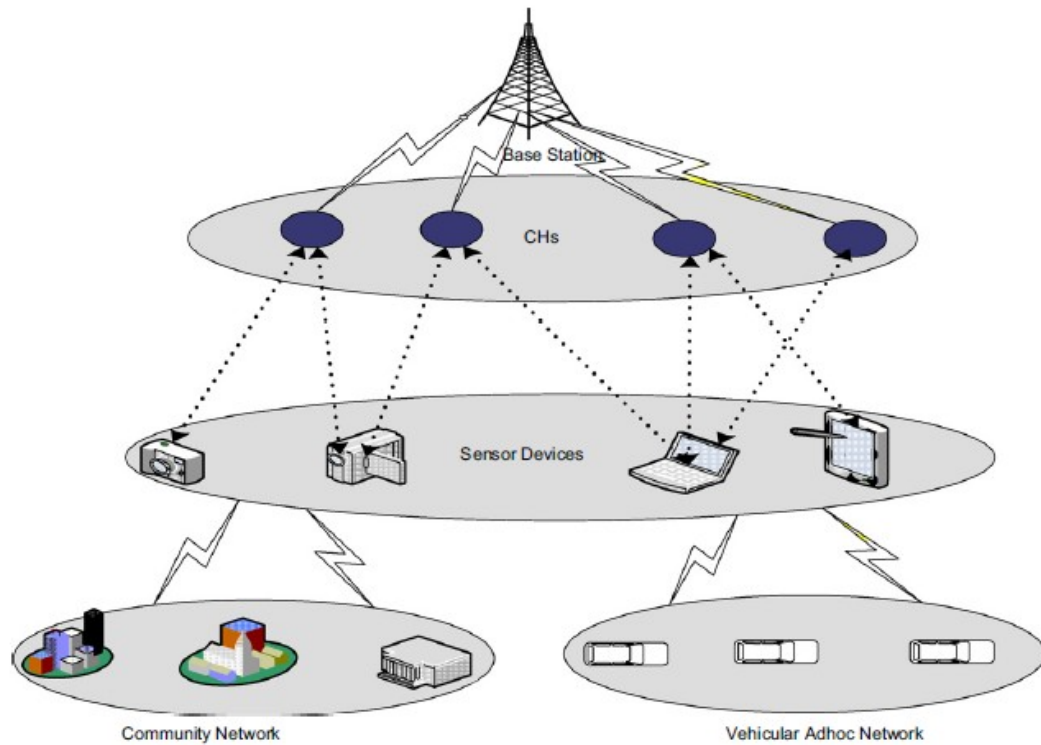 Base Station
CHs
Sensor Devices
Community Network
Vehicular Adhoc Network